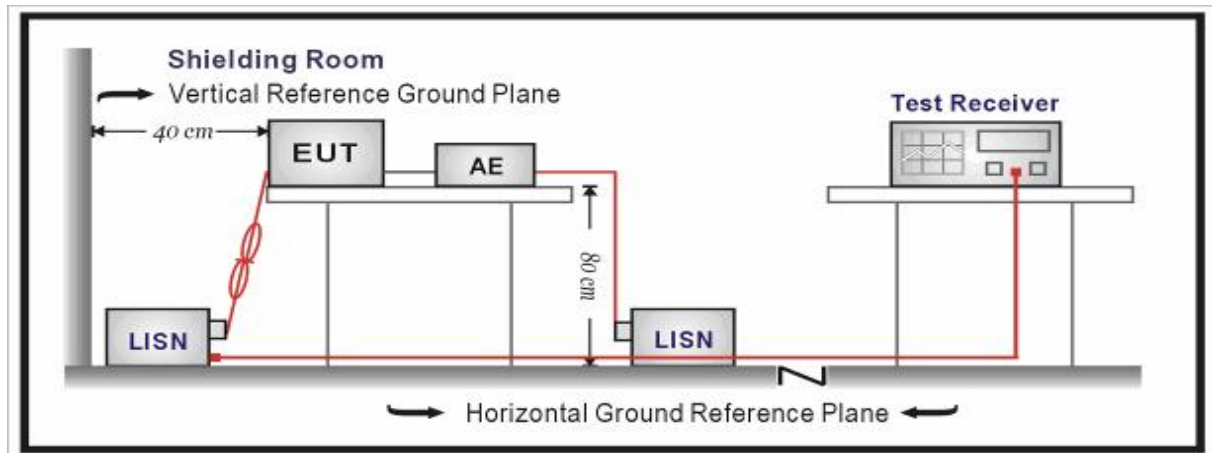 Shielding Room
Vertical Reference Ground Plane
40 cm
EUT
AE
Test Receiver
80 cm
LISN
LISN
Horizontal Ground Reference Plane